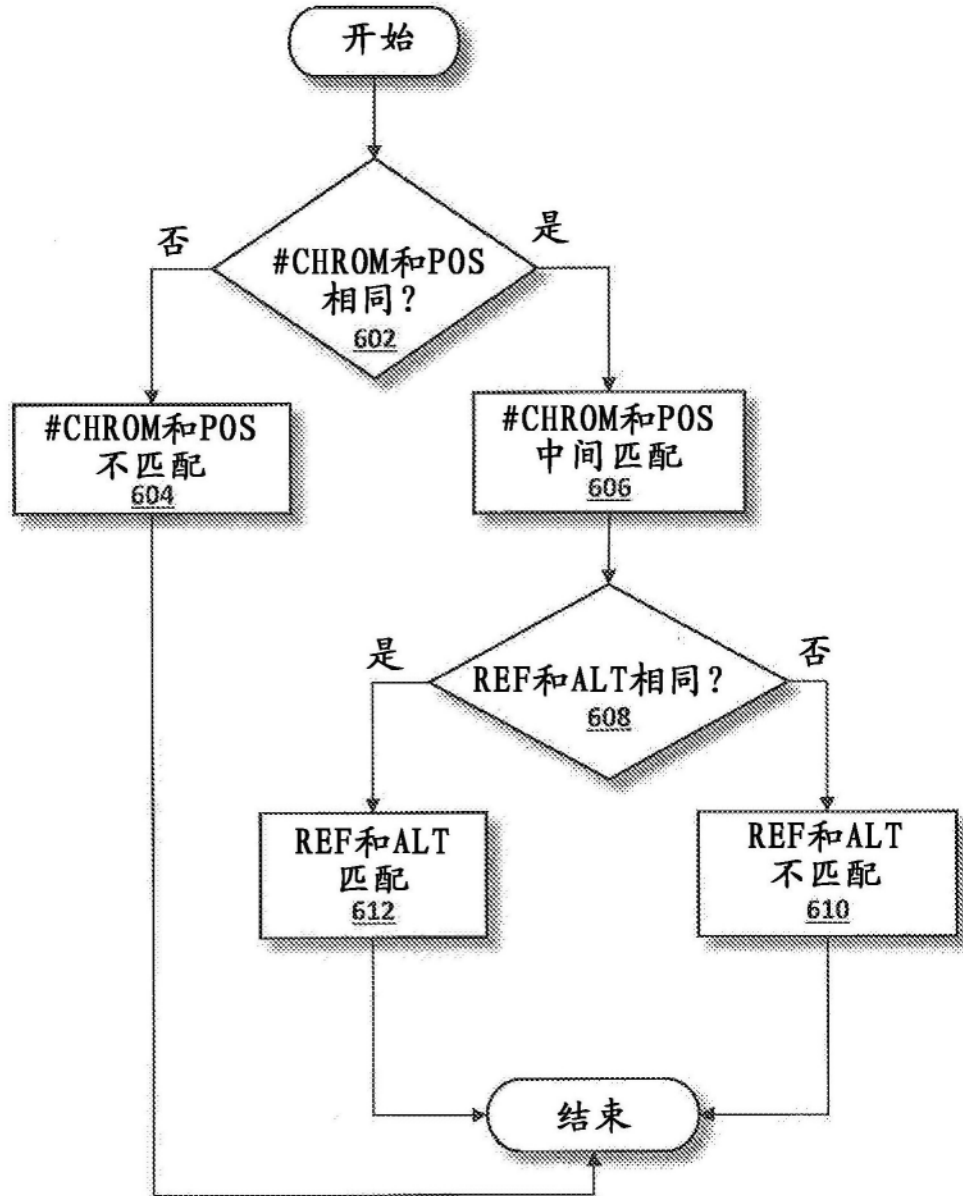 开始
否
是
#CHROM和POS
相同?
602
#CHROM和POS
不匹配
604
#CHROM和POS
中间匹配
606
是
否
REF和ALT相同?
608
REF和ALT
匹配
612
REF和ALT
不匹配
610
结束